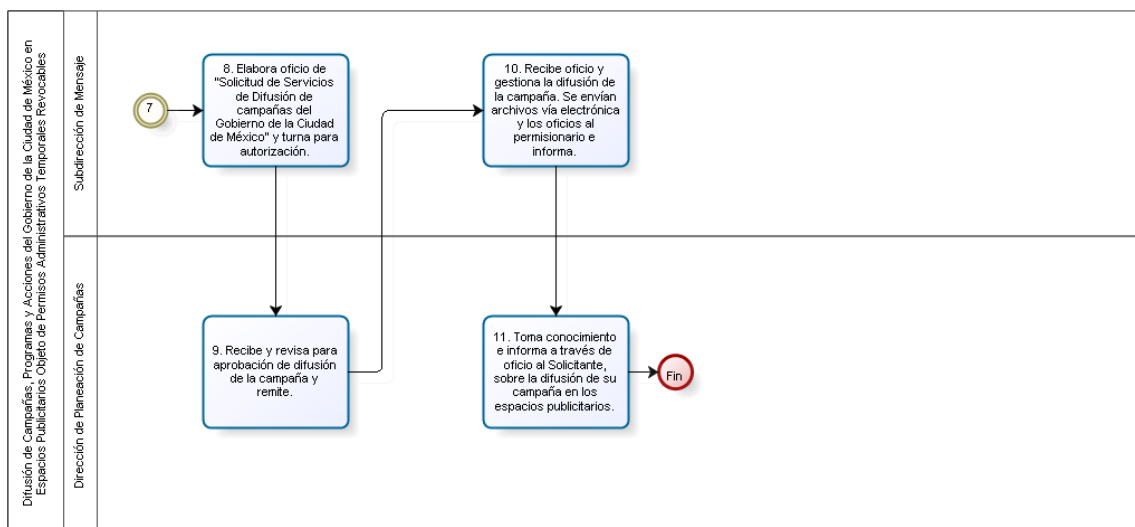 Difusión de Campañas, Programas y Acciones del Gobierno de la Ciudad de México en
Espacios Publicitarios Objeto de Permisos Administrativos Temporales Revocables
Subdirección de Mensaje
7
8. Elabora oficio de
"Solicitud de Servicios
de Difusión de
campañas del
Gobierno de la Ciudad
de México" y turna para
autorización.
10. Recibe oficio y
gestiona la difusión de
la campaña. Se envían
archivos vía electrónica
y los oficios al
permisionario e
informa.
Dirección de Planeación de Campañas
9. Recibe y revisa para
aprobación de difusión
de la campaña y
remite.
11. Toma conocimiento
e informa a través de
oficio al Solicitante,
sobre la difusión de su
campaña en los
espacios publicitarios.
Fin